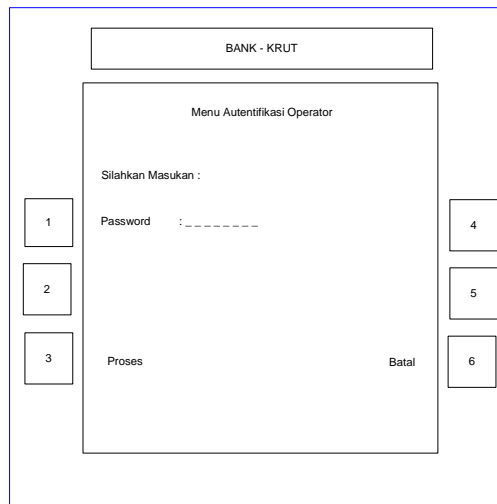 BANK - KRUT
Menu Autentifikasi Operator
Silahkan Masukan :
1
Password : _ _ _ _ _ _ _ _
4
2
5
3
Proses
Batal
6